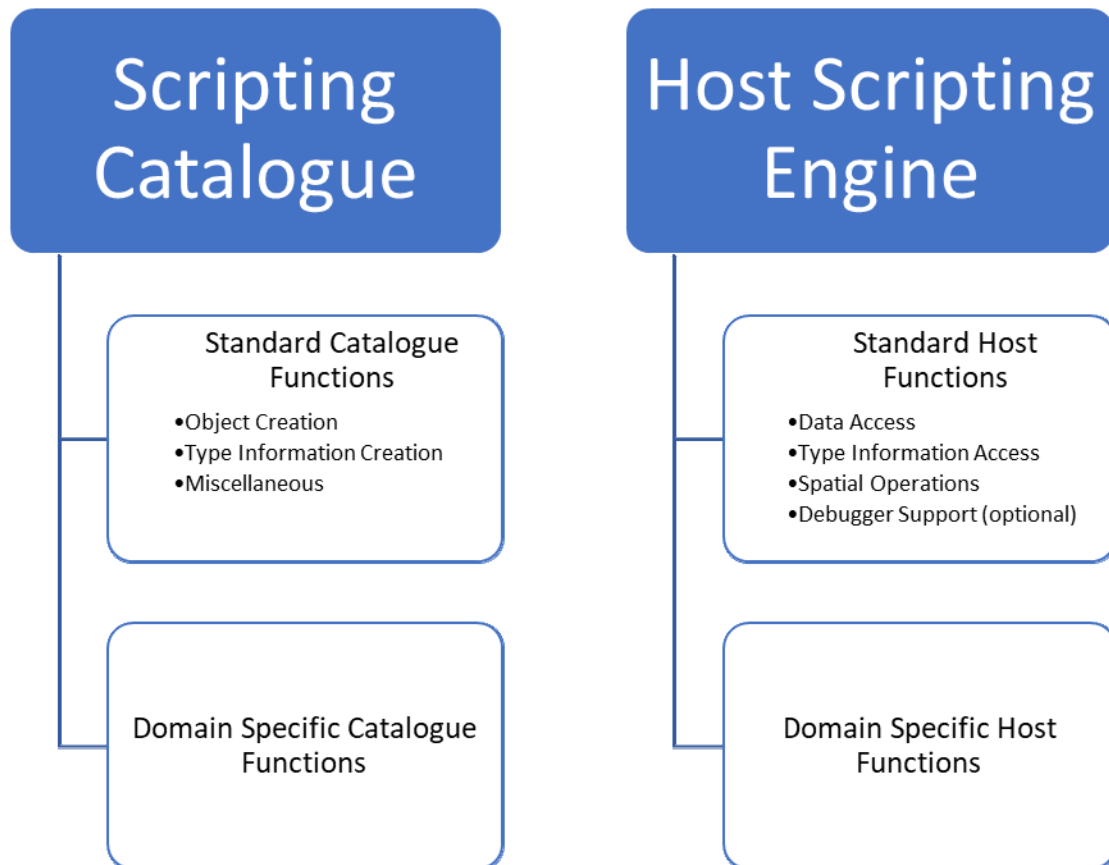 Scripting
Catalogue
Standard Catalogue
Functions
•Object Creation
•Type Information Creation
•Miscellaneous
Domain Specific Catalogue
Functions
Host Scripting
Engine
Standard Host
Functions
•Data Access
•Type Information Access
•Spatial Operations
•Debugger Support (optional)
Domain Specific Host
Functions